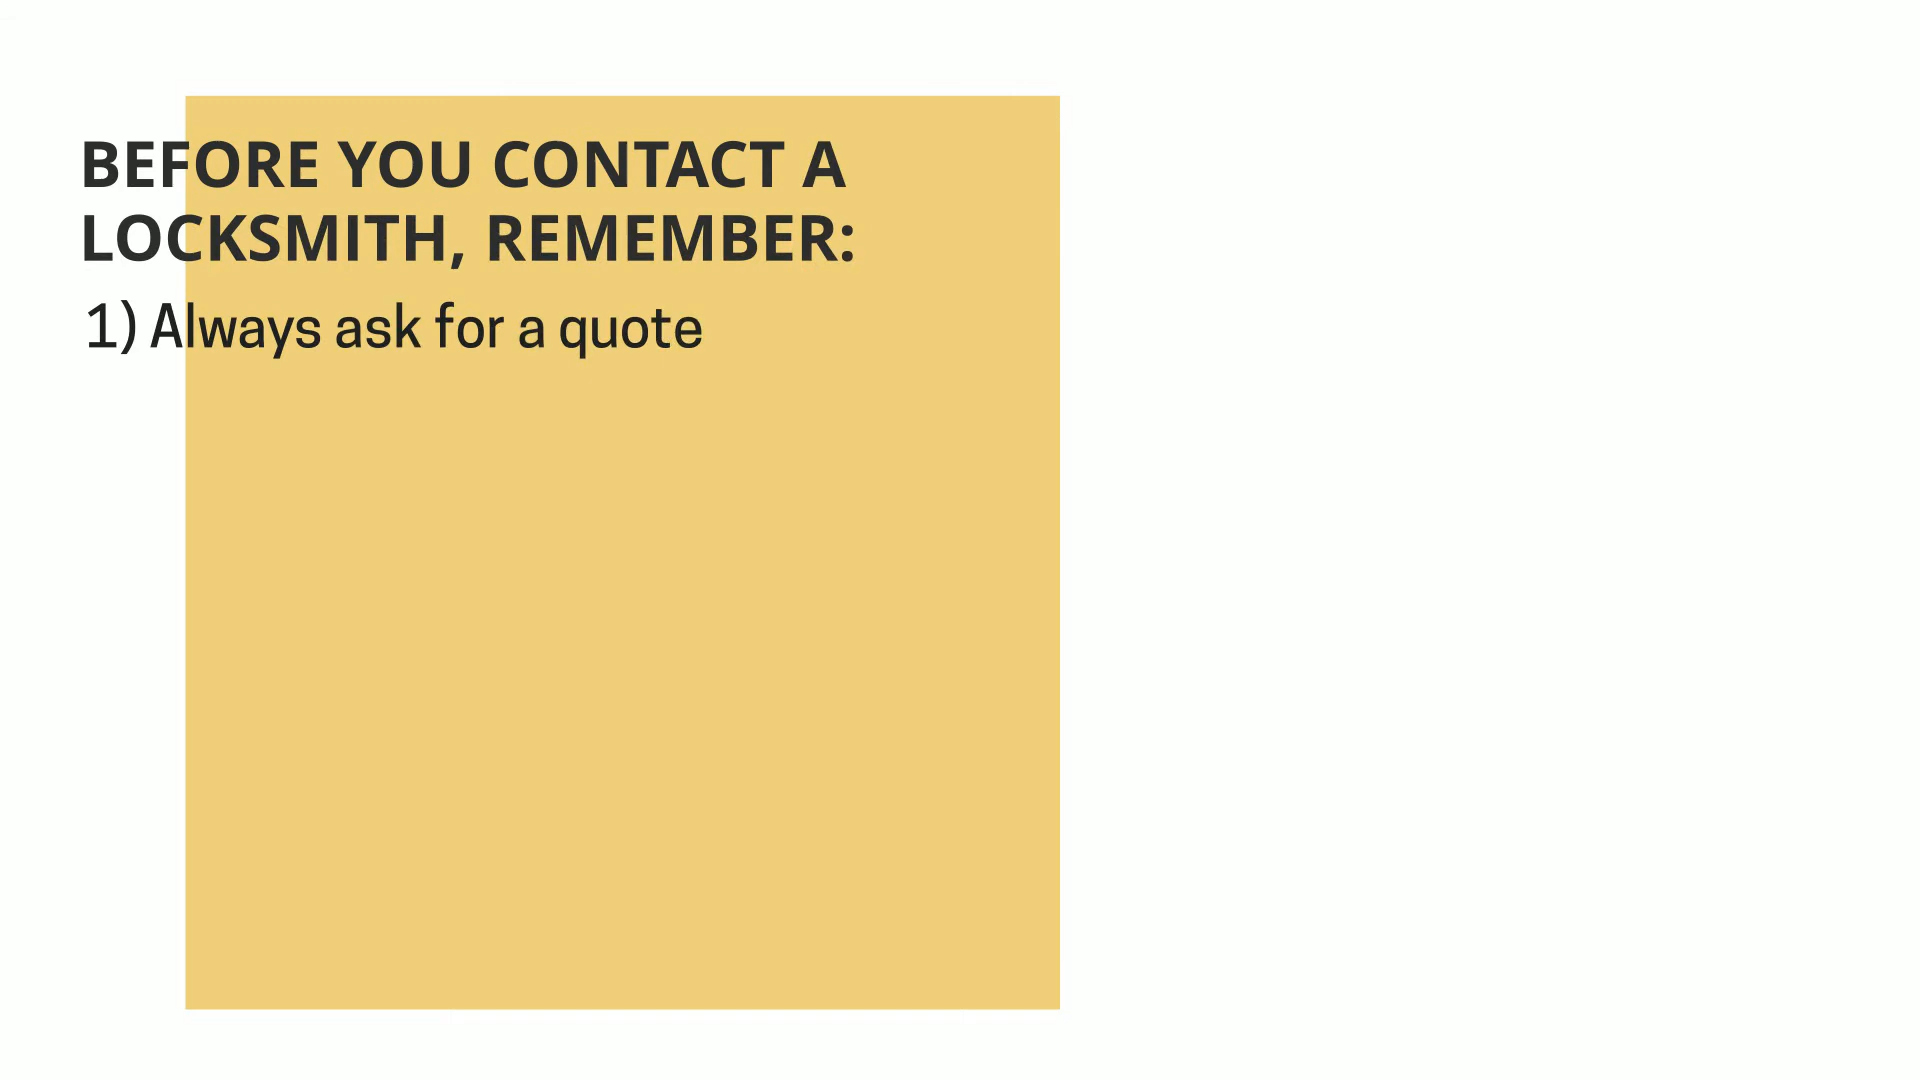 BEFORE YOU CONTACT A
LOCKSMITH, REMEMBER:
1) Always ask for a quote